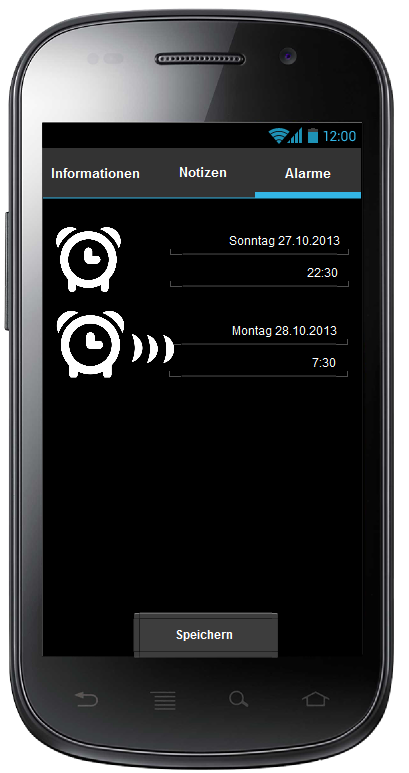 12:00
Informationen Notizen Alarme
Sonntag 27.10.2013
22:30
Montag 28.10.2013
7:30
Speichern